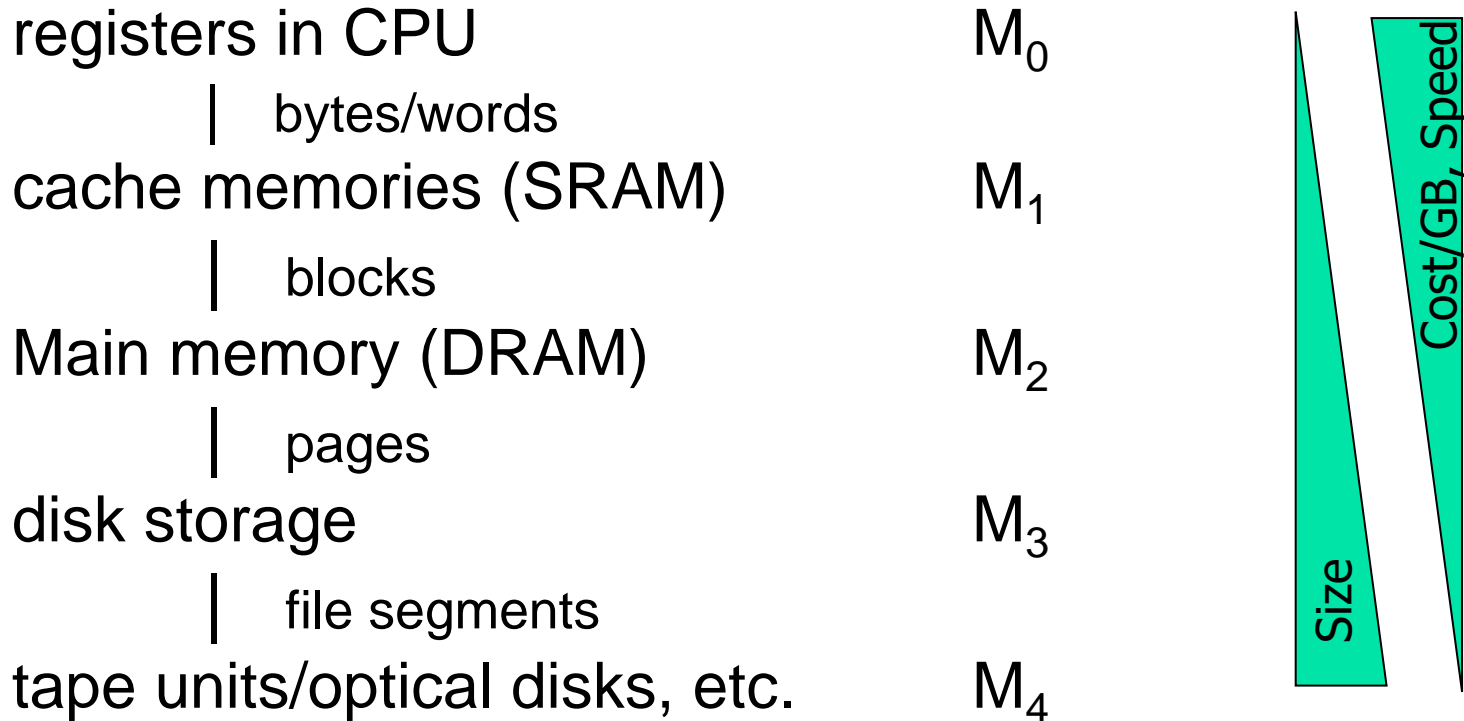 registers in CPU M₀
bytes/words
cache memories (SRAM) M₁
blocks
Main memory (DRAM) M₂
pages
disk storage M₃
file segments
tape units/optical disks, etc. M₄
Size
Cost/GB, Speed